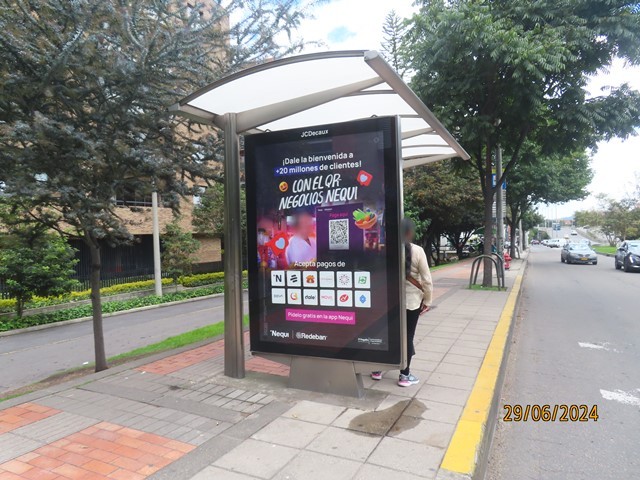 JCDecaux
¡Dale la bienvenida a
+20 millones de clientes!
CON EL QR
NEGOCIOS NEQUI
Acepta pagos de
Pídelo gratis en la app Nequi
Nequi
Redeban
29/06/2024